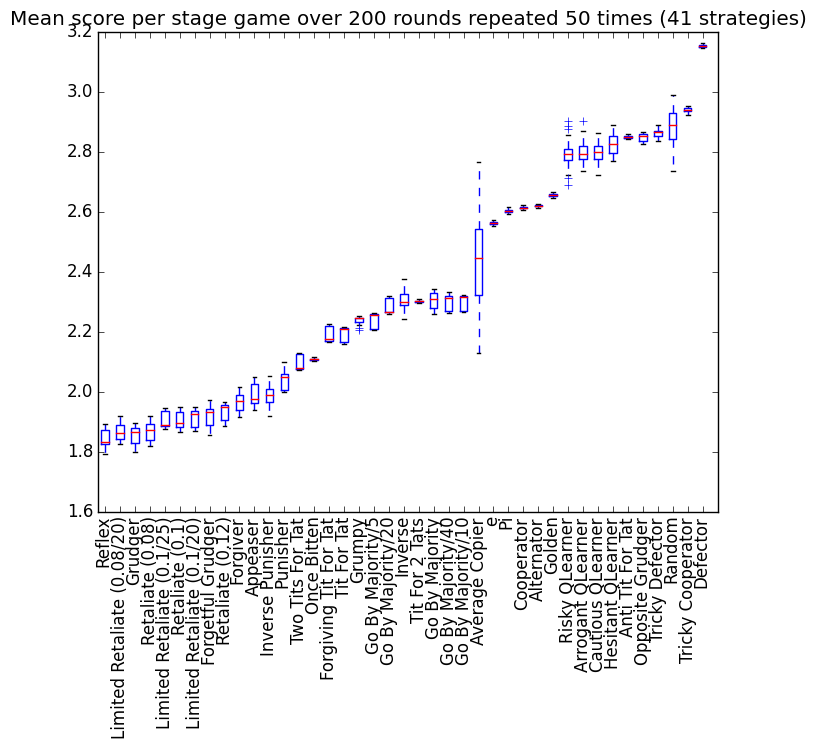 Mean score per stage game over 200 rounds repeated 50 times (41 strategies)
3.2
3.0
2.8
2.6
2.4
2.2
2.0
1.8
1.6
Reflex
Limited Retaliate (0.08/20)
Grudger
Retaliate (0.08)
Limited Retaliate (0.1/25)
Retaliate (0.1)
Limited Retaliate (0.1/20)
Forgetful Grudger
Retaliate (0.12)
Forgiver
Appeaser
Inverse Punisher
Punisher
Two Tits For Tat
Once Bitten
Forgiving Tit For Tat
Tit For Tat
Grumpy
Go By Majority/5
Go By Majority/20
Inverse
Tit For 2 Tats
Go By Majority
Go By Majority/40
Go By Majority/10
Average Copier
e
Pi
Cooperator
Alternator
Golden
Risky QLearner
Arrogant QLearner
Cautious QLearner
Hesitant QLearner
Anti Tit For Tat
Opposite Grudger
Tricky Defector
Random
Tricky Cooperator
Defector